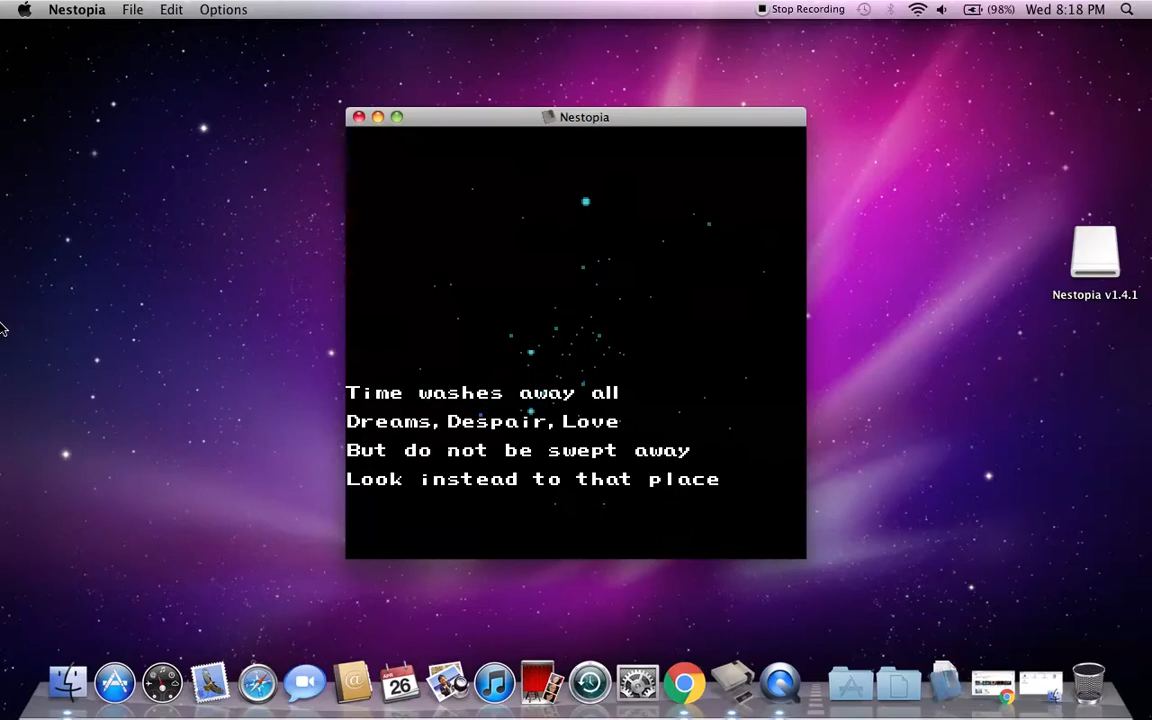 Nestopia File Edit Options Stop Recording (98%) Wed 8:18 PM
Nestopia
Nestopia v1.4.1
Time washes away all
Dreams, Despair, Love
But do not be swept away
Look instead to that place
26